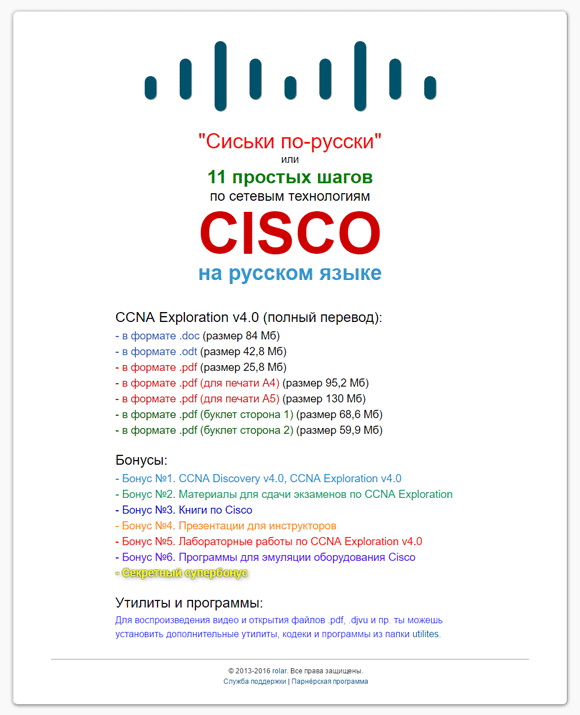 "Сиськи по-русски"
или
11 простых шагов
по сетевым технологиям
CISCO
на русском языке
CCNA Exploration v4.0 (полный перевод):
- в формате .doc (размер 84 Мб)
- в формате .odt (размер 42,8 Мб)
- в формате .pdf (размер 25,8 Мб)
- в формате .pdf (для печати А4) (размер 95,2 Мб)
- в формате .pdf (для печати А5) (размер 130 Мб)
- в формате .pdf (буклет сторона 1) (размер 68,6 Мб)
- в формате .pdf (буклет сторона 2) (размер 59,9 Мб)
Бонусы:
- Бонус №1. CCNA Discovery v4.0, CCNA Exploration v4.0
- Бонус №2. Материалы для сдачи экзаменов по CCNA Exploration
- Бонус №3. Книги по Cisco
- Бонус №4. Презентации для инструкторов
- Бонус №5. Лабораторные работы по CCNA Exploration v4.0
- Бонус №6. Программы для эмуляции оборудования Cisco
- Секретный супербонус
Утилиты и программы:
Для воспроизведения видео и открытия файлов .pdf, .djvu и пр. ты можешь
установить дополнительные утилиты, кодеки и программы из папки utilites.
© 2013-2016 rolar. Все права защищены.
Служба поддержки | Парнёрская программа